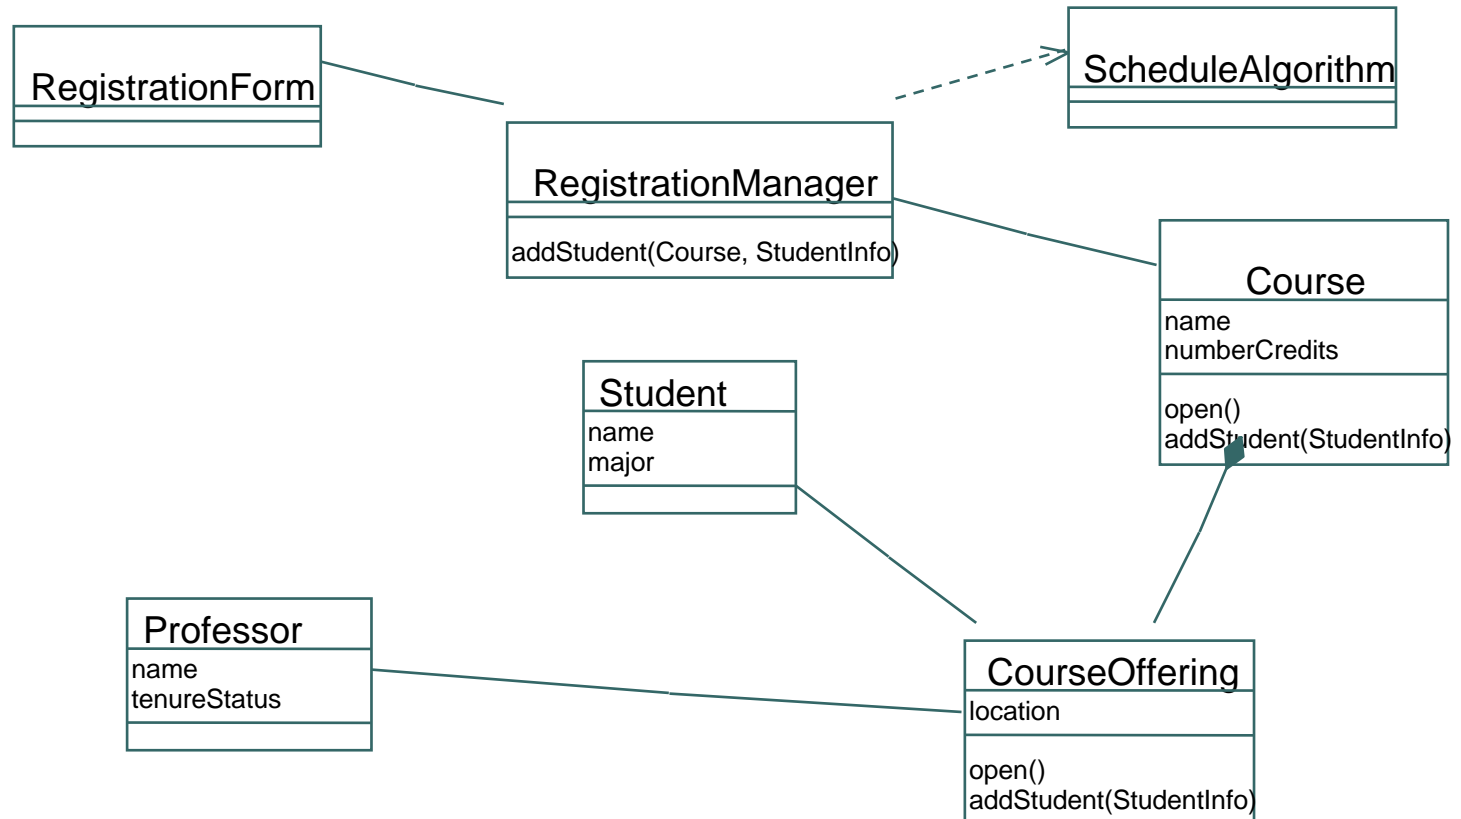 RegistrationForm
ScheduleAlgorithm
RegistrationManager
addStudent(Course, StudentInfo)
Course
name
numberCredits
open()
addStudent(StudentInfo)
Student
name
major
Professor
name
tenureStatus
CourseOffering
location
open()
addStudent(StudentInfo)